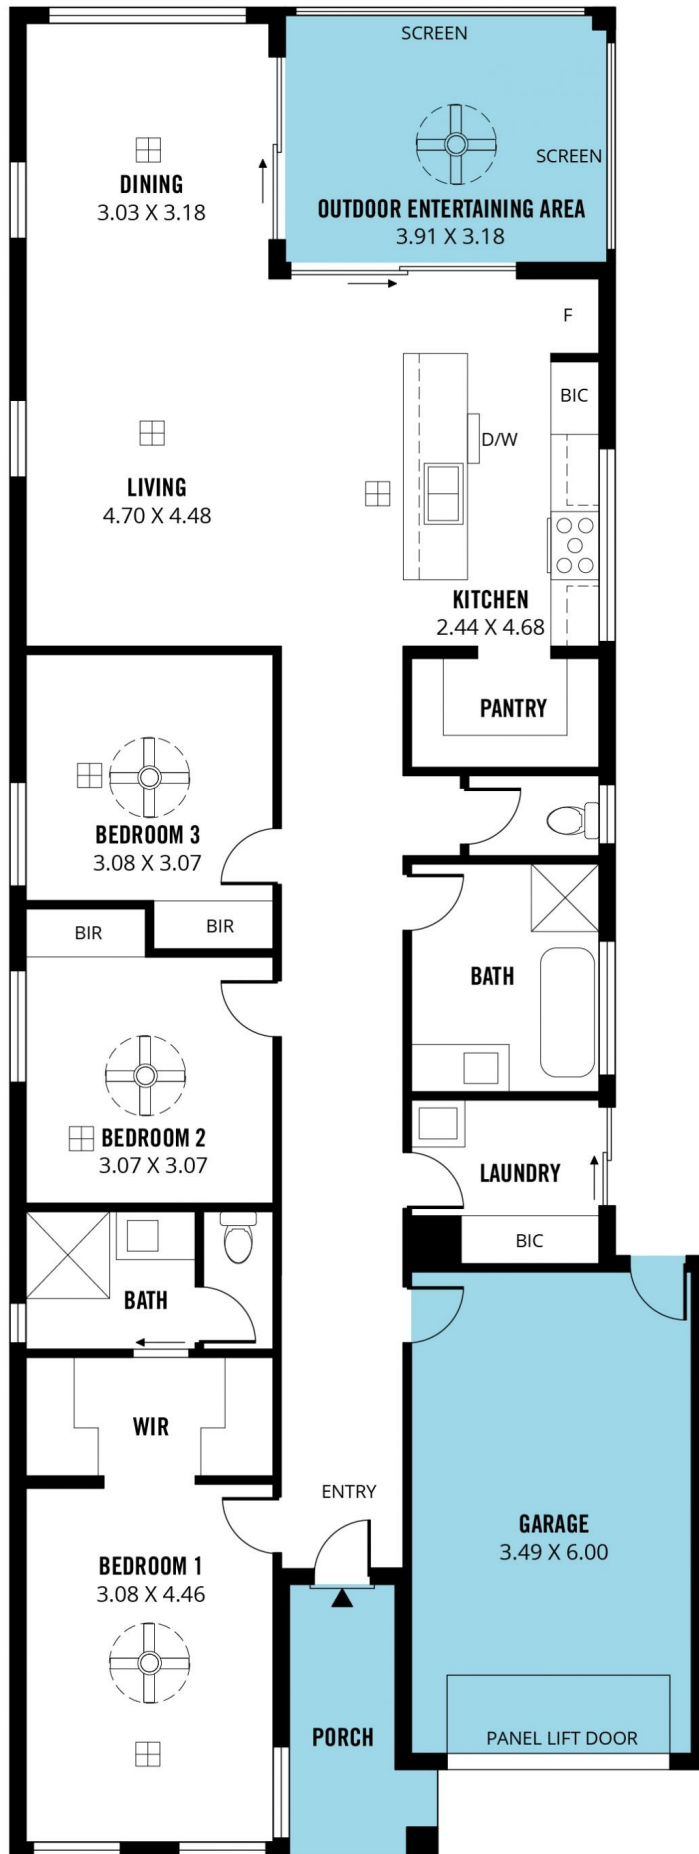 SCREEN
SCREEN
DINING
3.03 X 3.18
OUTDOOR ENTERTAINING AREA
3.91 X 3.18
F
BIC
D/W
LIVING
4.70 X 4.48
KITCHEN
2.44 X 4.68
PANTRY
BEDROOM 3
3.08 X 3.07
BIR
BIR
BATH
BEDROOM 2
3.07 X 3.07
LAUNDRY
BIC
BATH
WIR
ENTRY
GARAGE
3.49 X 6.00
BEDROOM 1
3.08 X 4.46
PORCH
PANEL LIFT DOOR